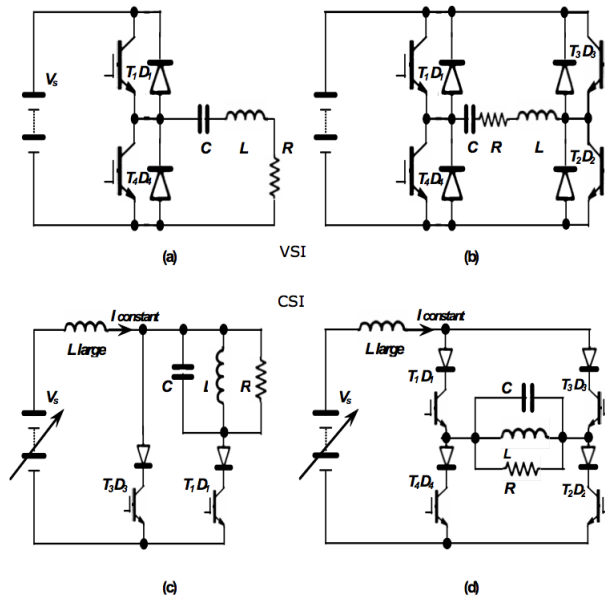 Vs
T1D1
T4D4
C
L
R
(a)
T1D1
T3D3
C
R
L
T4D4
T2D2
(b)
VSI
CSI
I constant
L large
Vs
C
L
R
T3D3
T1D1
(c)
I constant
L large
Vs
T1D1
T3D3
C
L
R
T4D4
T2D2
(d)